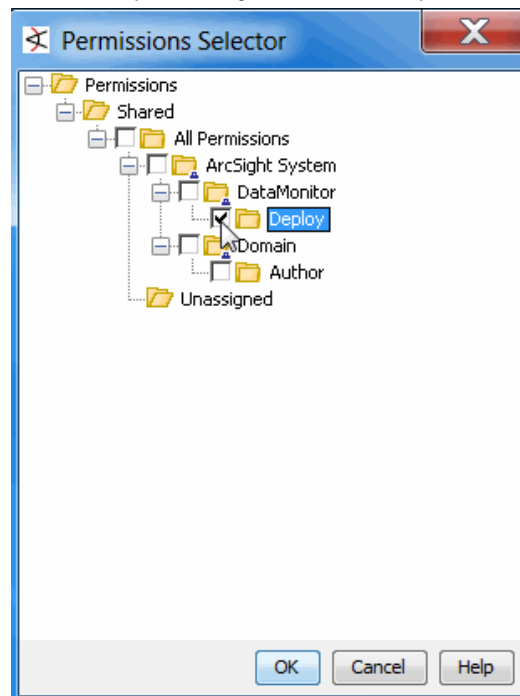 Permissions Selector
Permissions
Shared
All Permissions
ArcSight System
DataMonitor
Deploy
Domain
Author
Unassigned
OK Cancel Help